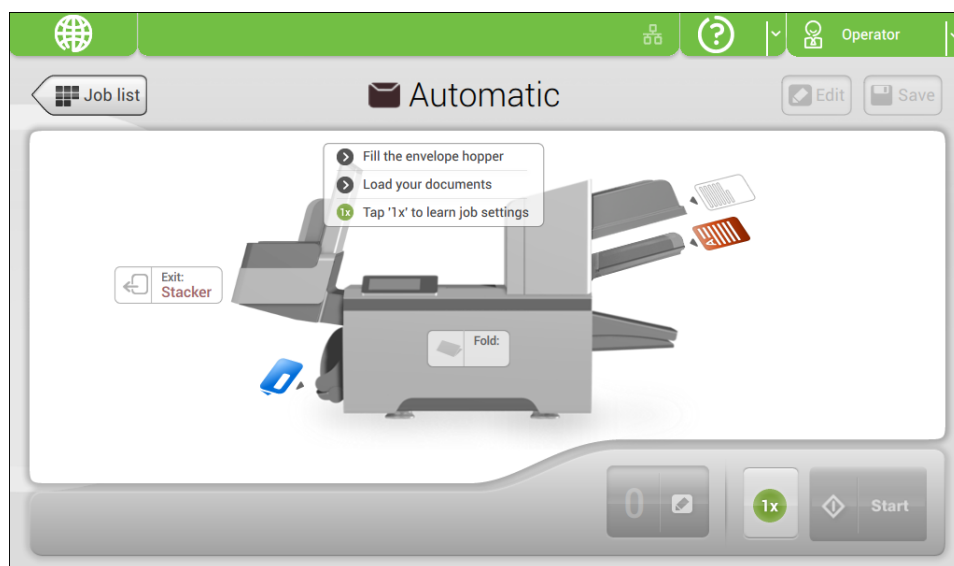 Operator
Job list
Automatic
Edit
Save
Fill the envelope hopper
Load your documents
1x Tap '1x' to learn job settings
Exit:
Stacker
Fold:
0
1x
Start